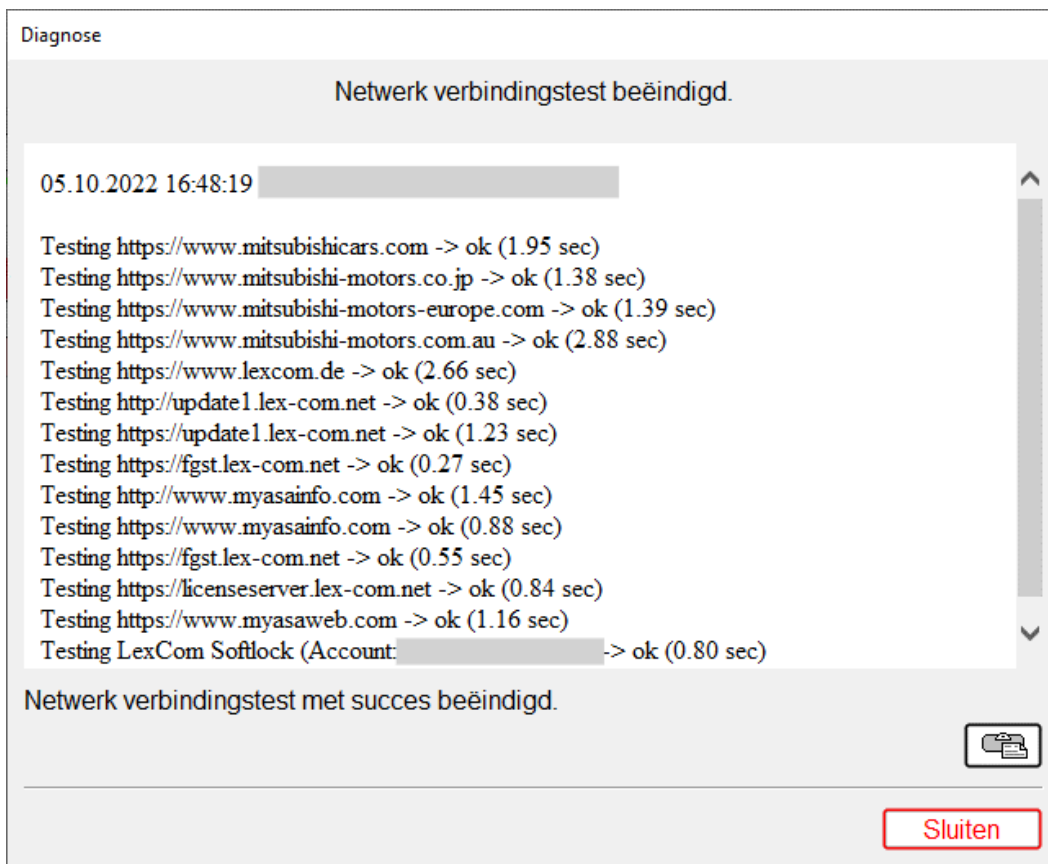 Diagnose
Netwerk verbindingstest beëindigd.
05.10.2022 16:48:19
Testing https://www.mitsubishicars.com -> ok (1.95 sec)
Testing https://www.mitsubishi-motors.co.jp -> ok (1.38 sec)
Testing https://www.mitsubishi-motors-europe.com -> ok (1.39 sec)
Testing https://www.mitsubishi-motors.com.au -> ok (2.88 sec)
Testing https://www.lexcom.de -> ok (2.66 sec)
Testing http://update1.lex-com.net -> ok (0.38 sec)
Testing https://update1.lex-com.net -> ok (1.23 sec)
Testing https://fgst.lex-com.net -> ok (0.27 sec)
Testing http://www.myasainfo.com -> ok (1.45 sec)
Testing https://www.myasainfo.com -> ok (0.88 sec)
Testing https://fgst.lex-com.net -> ok (0.55 sec)
Testing https://licenseserver.lex-com.net -> ok (0.84 sec)
Testing https://www.myasaweb.com -> ok (1.16 sec)
Testing LexCom Softlock (Account: -> ok (0.80 sec)
Netwerk verbindingstest met succes beëindigd.
Sluiten